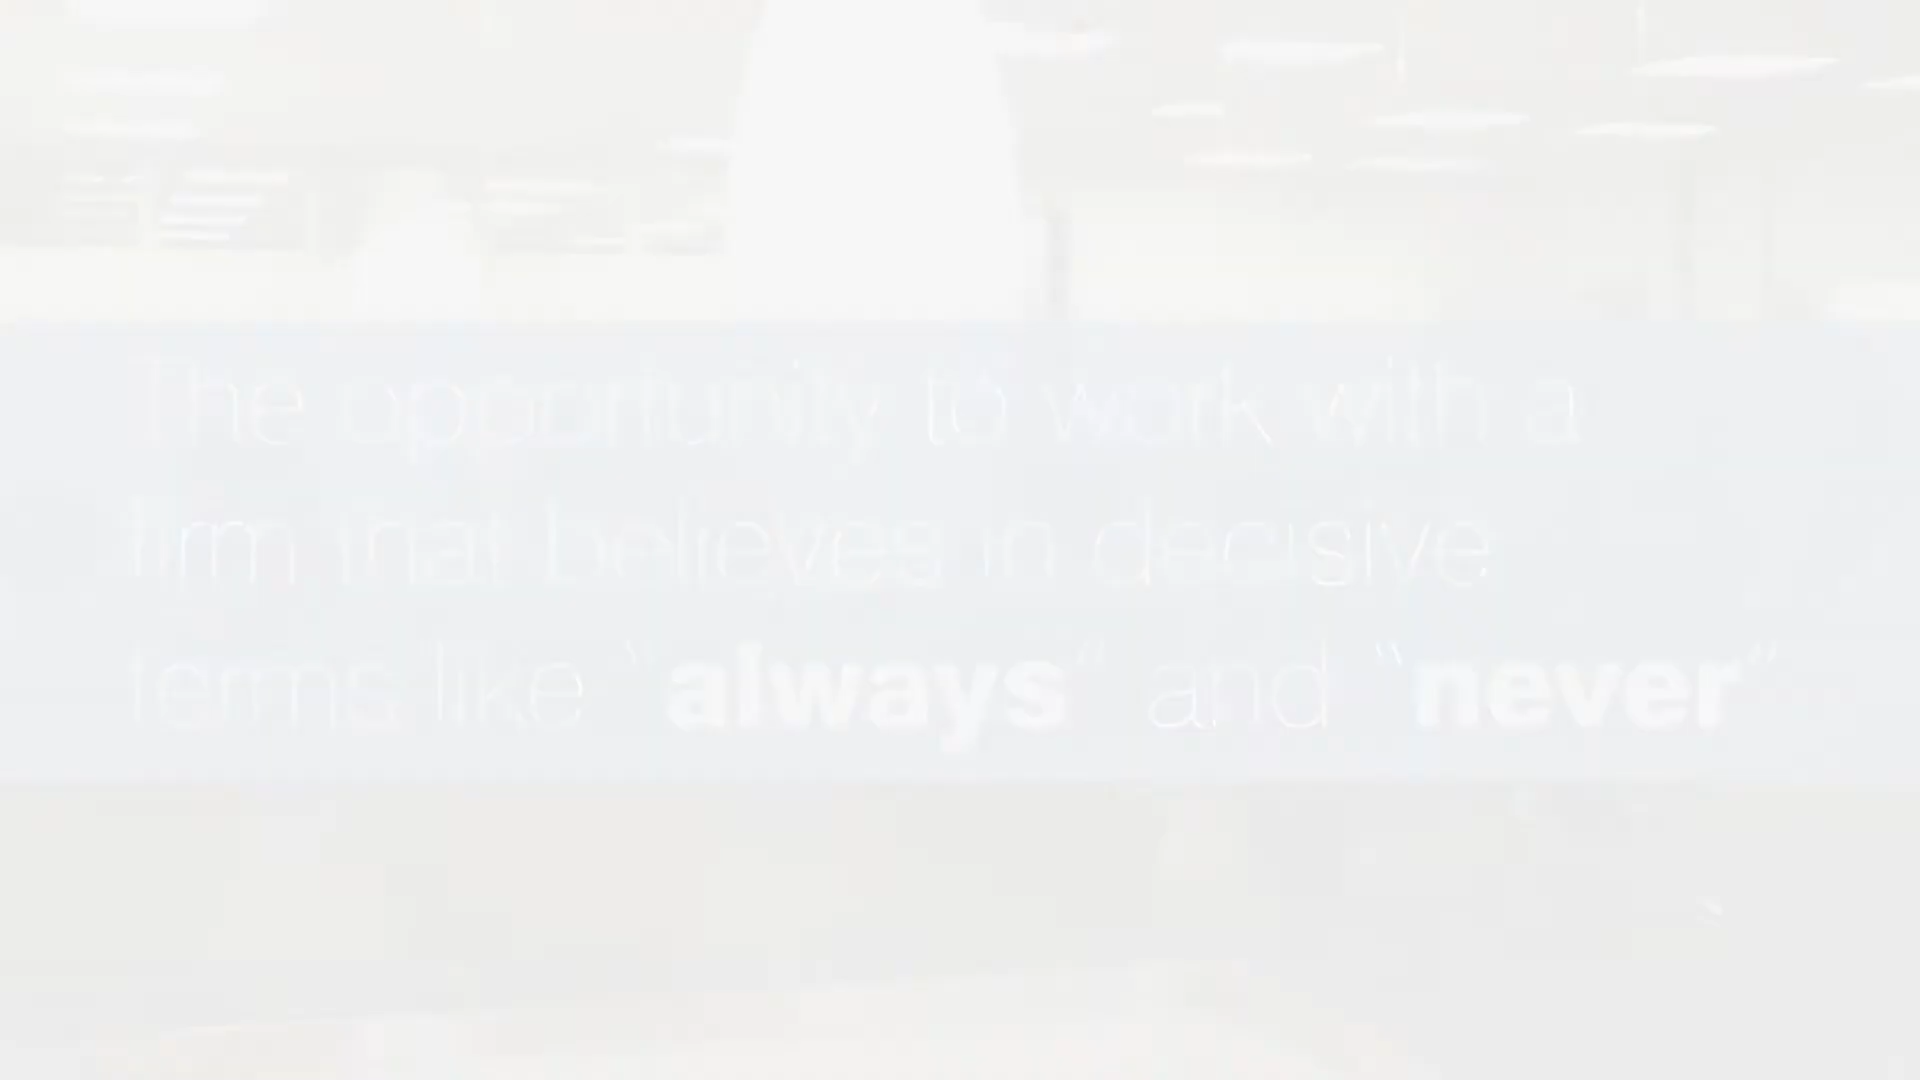 The opportunity to work with a
firm that believes in decisive
terms like “always“ and “never“